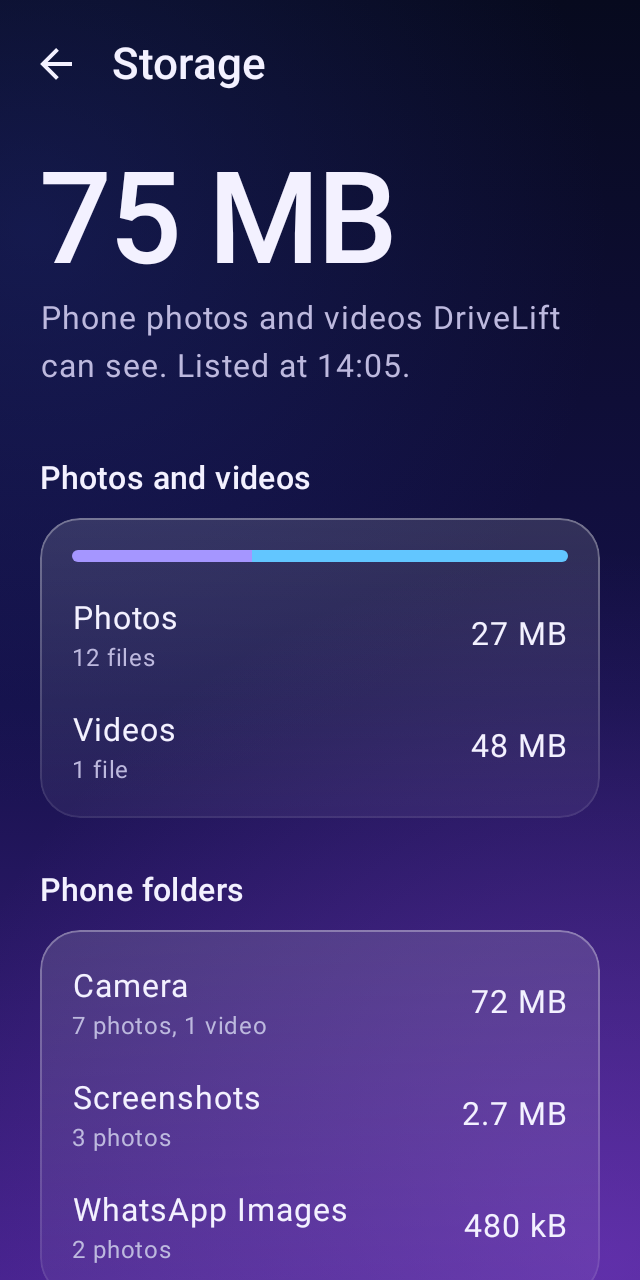 Storage
75 MB
Phone photos and videos DriveLift
can see. Listed at 14:05.
Photos and videos
Photos
27 MB
12 files
Videos
48 MB
1 file
Phone folders
Camera
72 MB
7 photos, 1 video
Screenshots
2.7 MB
3 photos
WhatsApp Images
480 kB
2 photos